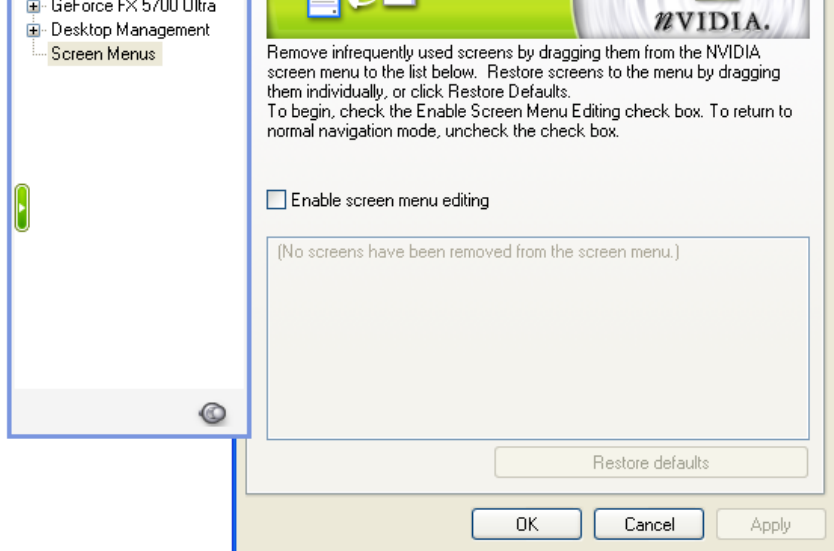 GeForce FX 5700 Ultra
Desktop Management
Screen Menus
nVIDIA.
Remove infrequently used screens by dragging them from the NVIDIA
screen menu to the list below. Restore screens to the menu by dragging
them individually, or click Restore Defaults.
To begin, check the Enable Screen Menu Editing check box. To return to
normal navigation mode, uncheck the check box.
Enable screen menu editing
(No screens have been removed from the screen menu.)
Restore defaults
OK
Cancel
Apply